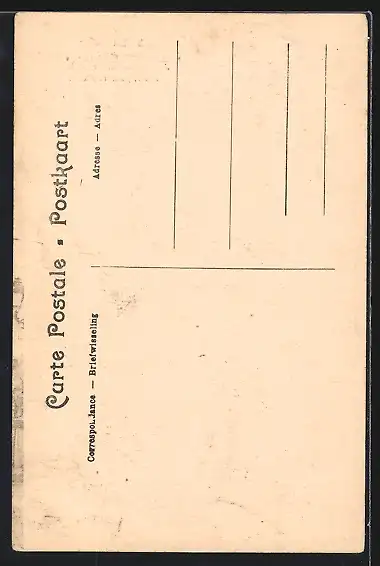 Carte Postale - Postkaart
Correspondance — Briefwisseling
Adresse — Adres